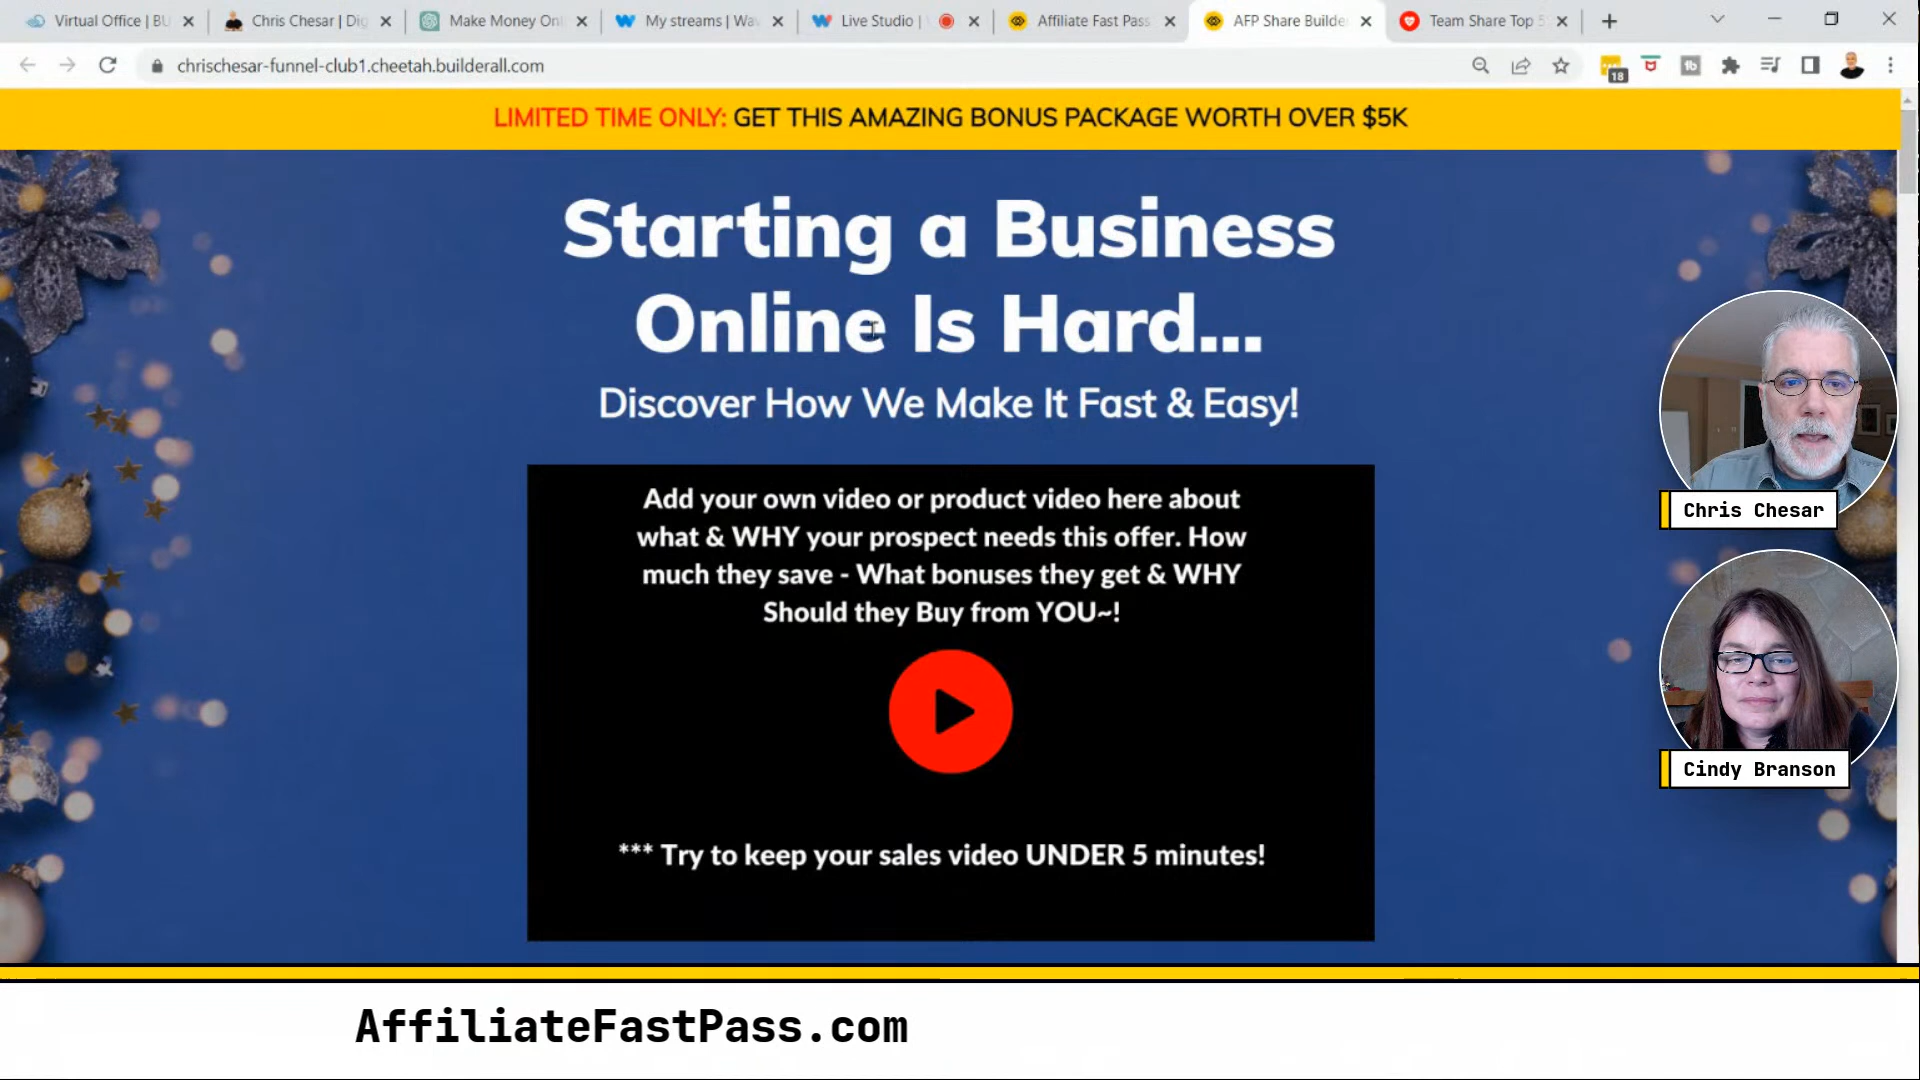 Virtual Office | BU
Chris Chesar | Dig
Make Money Onl
My streams | Wav
Live Studio |
Affiliate Fast Pass
AFP Share Builder
Team Share Top 5
chrischesar-funnel-club1.cheetah.builderall.com
18
LIMITED TIME ONLY: GET THIS AMAZING BONUS PACKAGE WORTH OVER $5K
Starting a Business
Online Is Hard...
Discover How We Make It Fast & Easy!
Add your own video or product video here about
what & WHY your prospect needs this offer. How
much they save - What bonuses they get & WHY
Should they Buy from YOU~!
*** Try to keep your sales video UNDER 5 minutes!
Chris Chesar
Cindy Branson
AffiliateFastPass.com